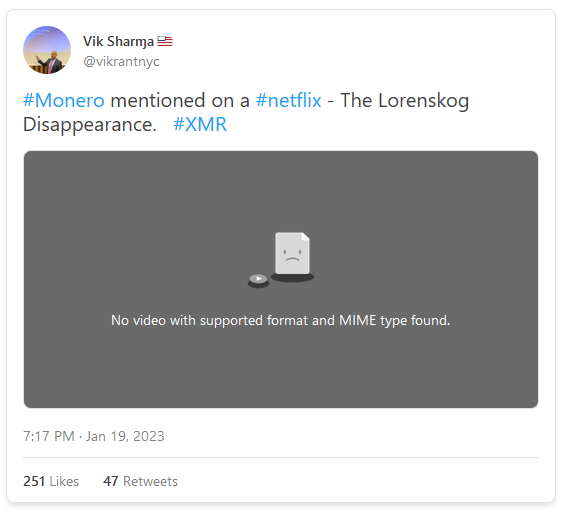 Vik Sharɱa 🇺🇸
@vikrantnyc
#Monero mentioned on a #netflix - The Lorenskog
Disappearance. #XMR
No video with supported format and MIME type found.
7:17 PM · Jan 19, 2023
251 Likes 47 Retweets